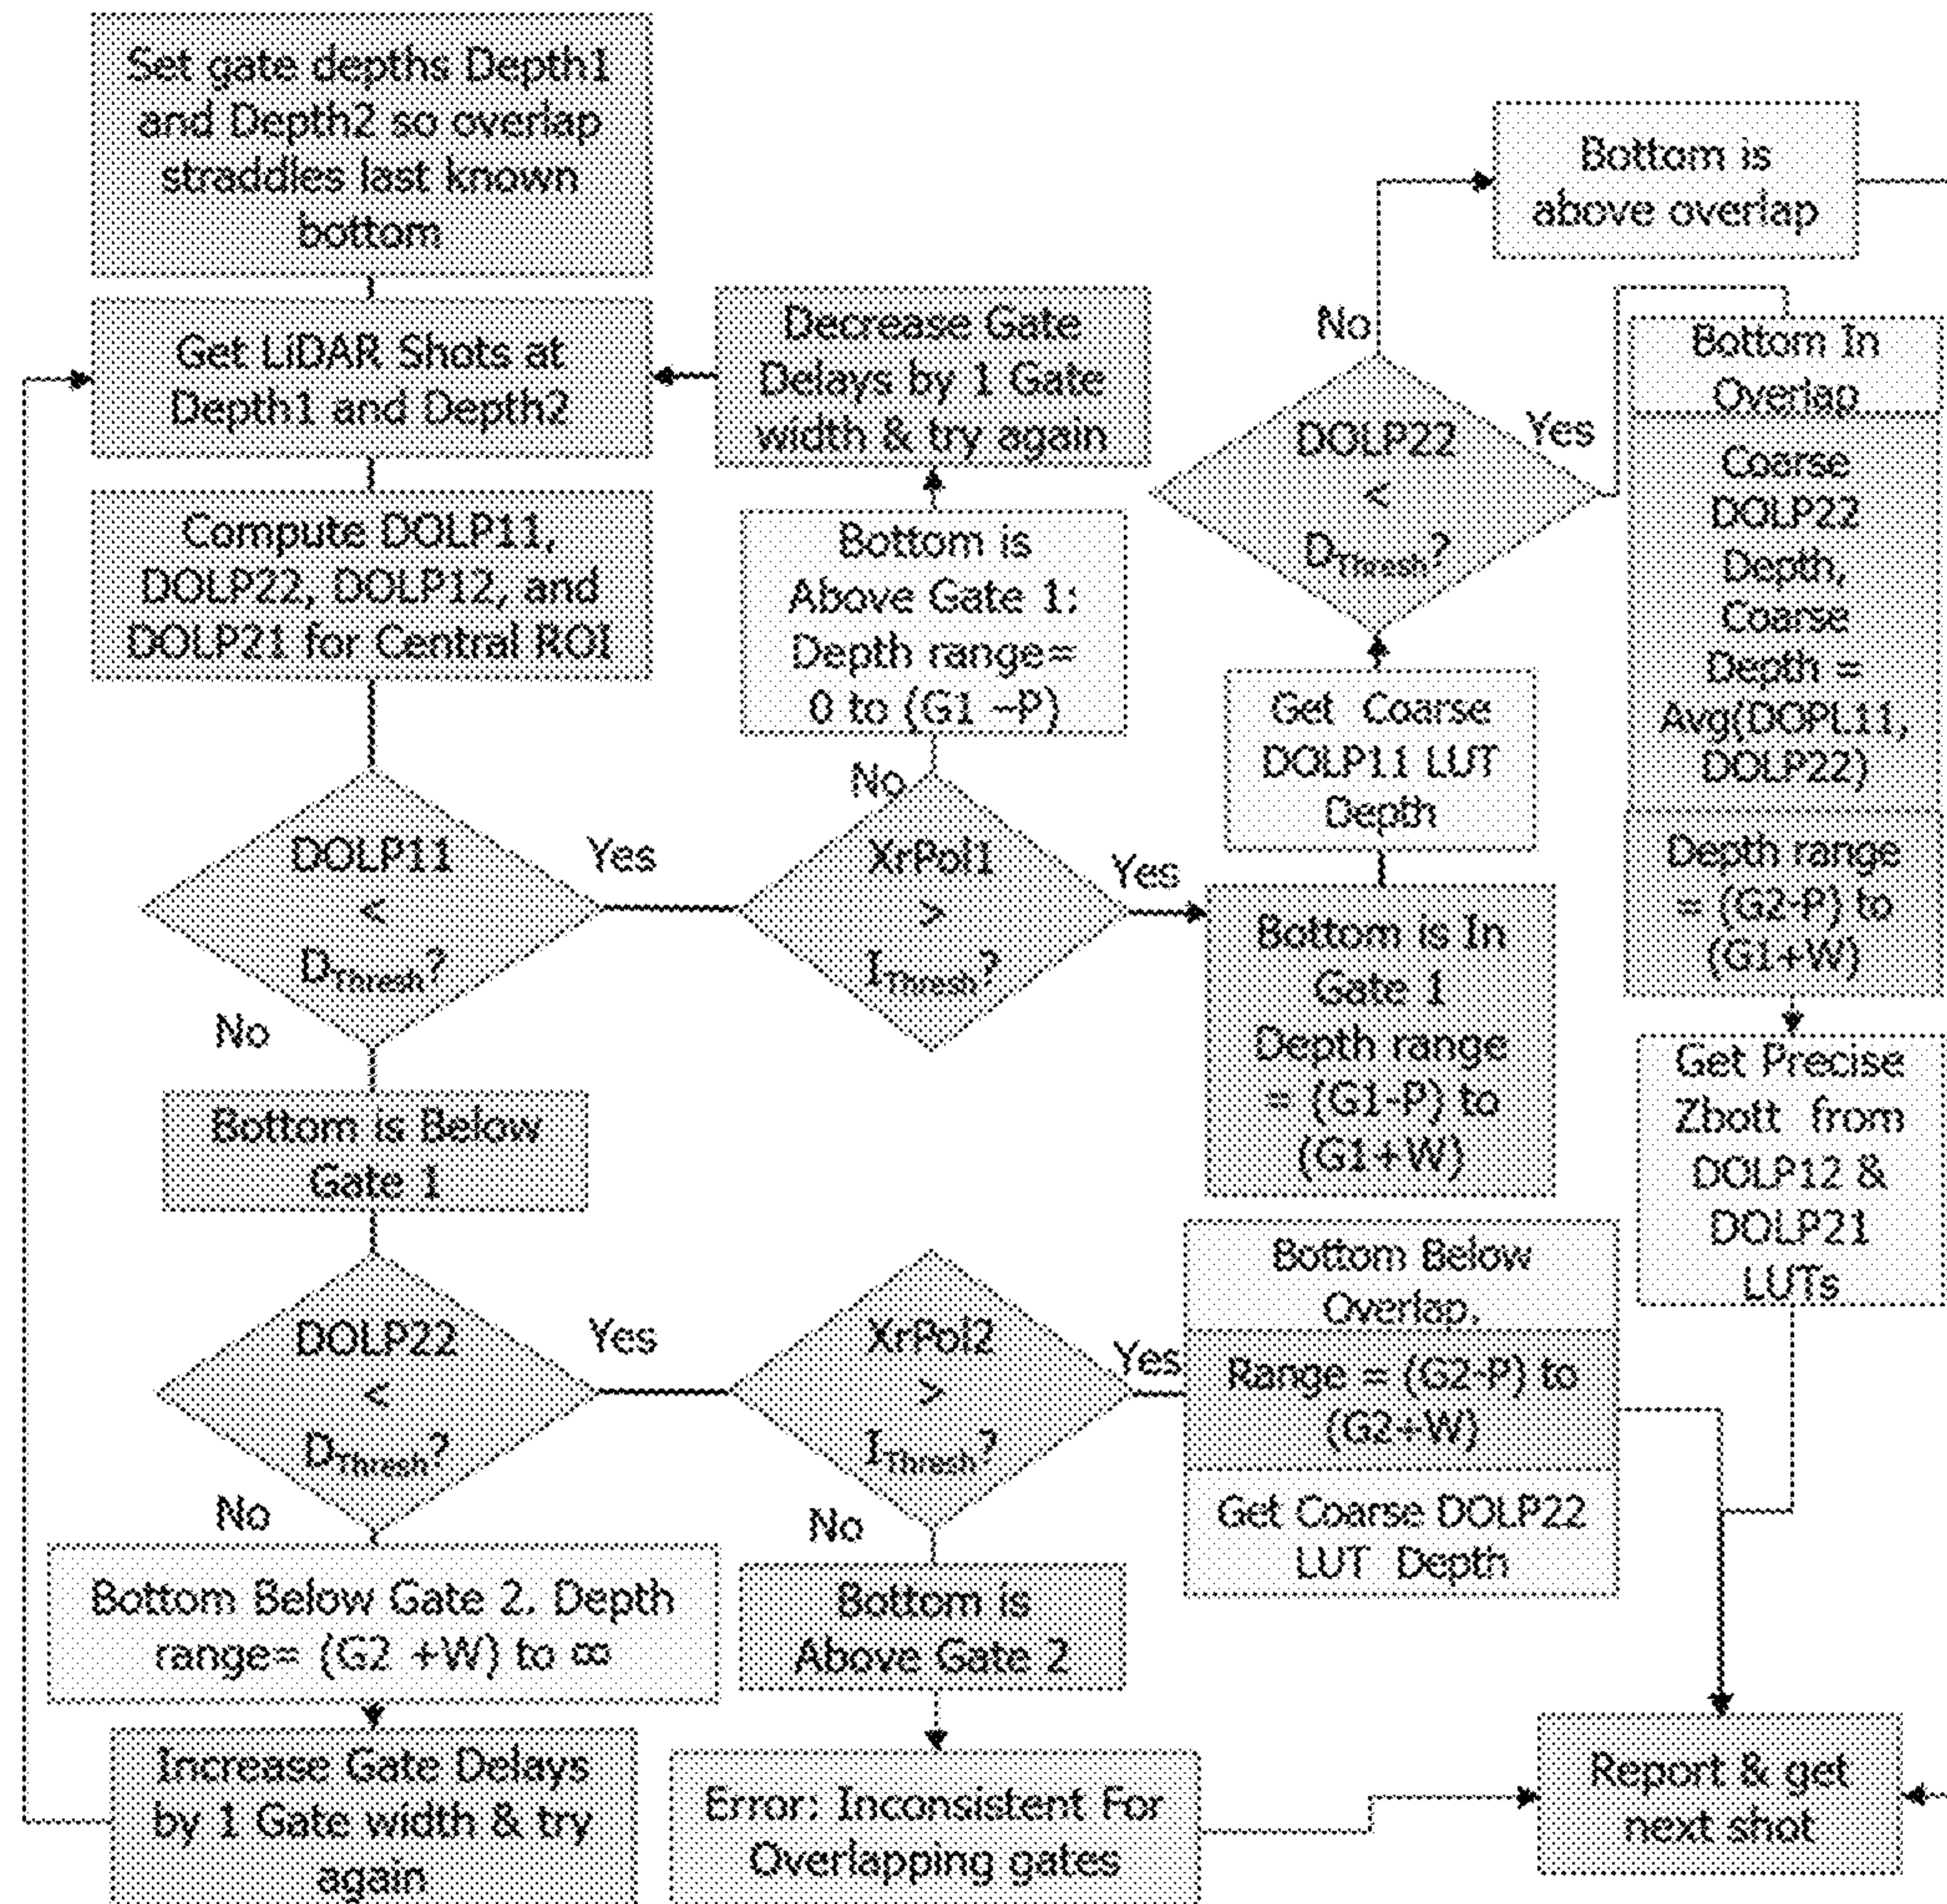 Set gate depths Depth1
and Depth2 so overlap
straddles last known
bottom
Get LiDAR Shots at
Depth1 and Depth2
Compute DOLP11,
DOLP22, DOLP12, and
DOLP21 for Central ROI
DOLP11
<
DThresh?
Yes
No
XrPol1
>
IThresh?
No
Yes
Bottom is
Above Gate 1:
Depth range=
0 to (G1 -P)
Decrease Gate
Delays by 1 Gate
width & try again
Bottom is In
Gate 1
Depth range
= (G1-P) to
(G1+W)
Get Coarse
DOLP11 LUT
Depth
DOLP22
<
DThresh?
No
Yes
Bottom is
above overlap
Bottom In
Overlap
Coarse
DOLP22
Depth,
Coarse
Depth =
Avg(DOPL11,
DOLP22)
Depth range
= (G2-P) to
(G1+W)
Get Precise
Zbott from
DOLP12 &
DOLP21
LUTs
Bottom is Below
Gate 1
DOLP22
<
DThresh?
Yes
No
XrPol2
>
IThresh?
Yes
No
Bottom Below
Overlap.
Range = (G2-P) to
(G2+W)
Get Coarse DOLP22
LUT Depth
Bottom Below Gate 2. Depth
range= (G2 +W) to ∞
Increase Gate Delays
by 1 Gate width & try
again
Bottom is
Above Gate 2
Error: Inconsistent For
Overlapping gates
Report & get
next shot